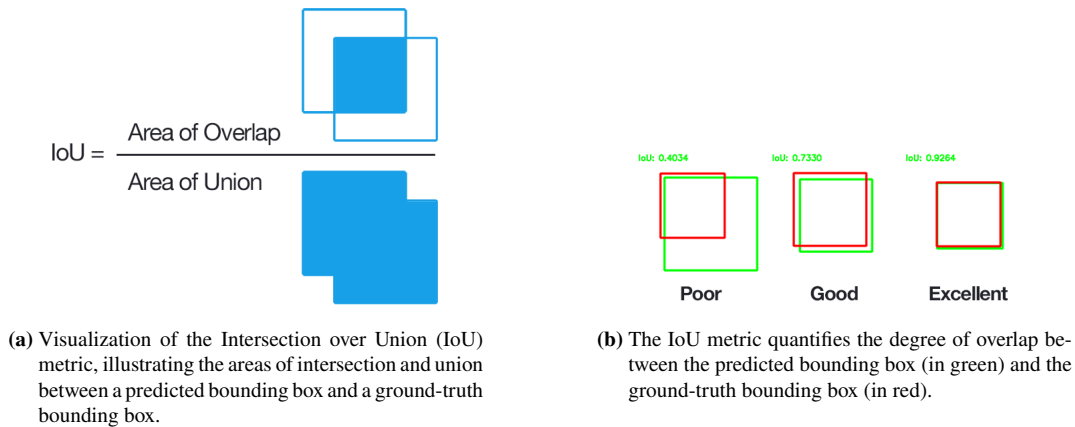 IoU =
Area of Overlap
Area of Union
IoU: 0.4034
IoU: 0.7330
IoU: 0.9264
Poor
Good
Excellent
(a) Visualization of the Intersection over Union (IoU)
metric, illustrating the areas of intersection and union
between a predicted bounding box and a ground-truth
bounding box.
(b) The IoU metric quantifies the degree of overlap be-
tween the predicted bounding box (in green) and the
ground-truth bounding box (in red).